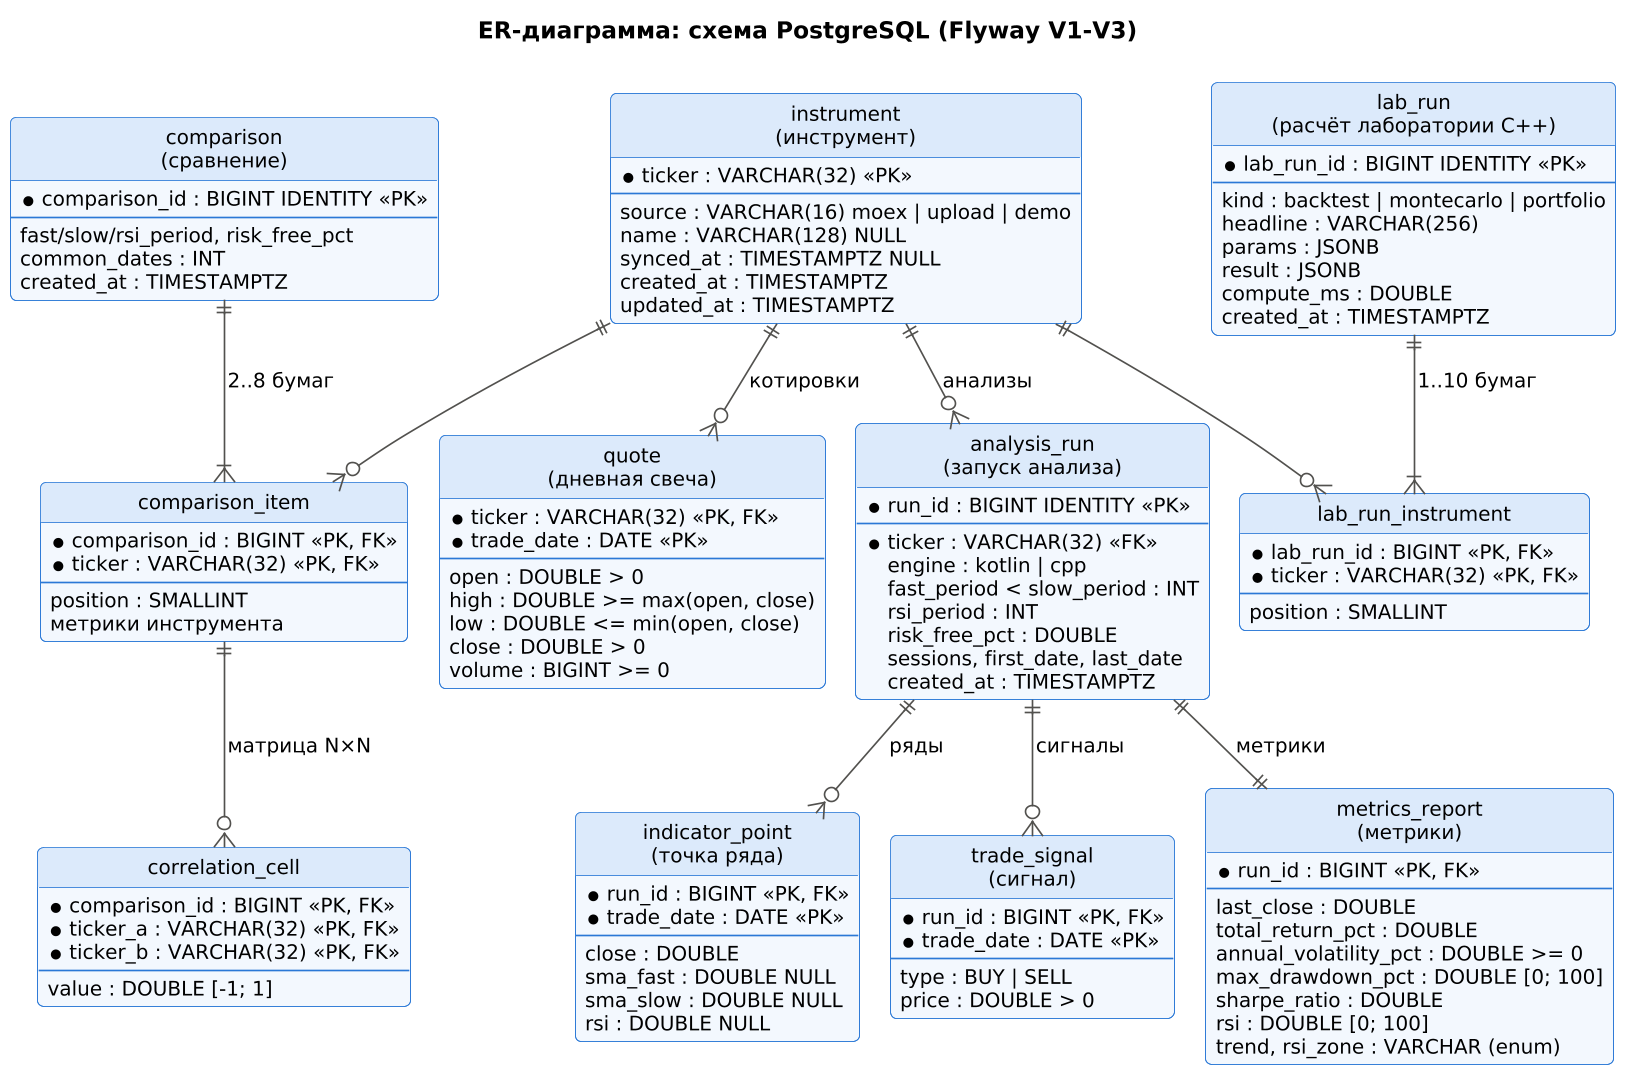 ER-диаграмма: схема PostgreSQL (Flyway V1-V3)
comparison
(сравнение)
comparison_id : BIGINT IDENTITY «PK»
fast/slow/rsi_period, risk_free_pct
common_dates : INT
created_at : TIMESTAMPTZ
instrument
(инструмент)
ticker : VARCHAR(32) «PK»
source : VARCHAR(16) moex | upload | demo
name : VARCHAR(128) NULL
synced_at : TIMESTAMPTZ NULL
created_at : TIMESTAMPTZ
updated_at : TIMESTAMPTZ
lab_run
(расчёт лаборатории C++)
lab_run_id : BIGINT IDENTITY «PK»
kind : backtest | montecarlo | portfolio
headline : VARCHAR(256)
params : JSONB
result : JSONB
compute_ms : DOUBLE
created_at : TIMESTAMPTZ
2..8 бумаг
котировки
анализы
1..10 бумаг
comparison_item
comparison_id : BIGINT «PK, FK»
ticker : VARCHAR(32) «PK, FK»
position : SMALLINT
метрики инструмента
quote
(дневная свеча)
ticker : VARCHAR(32) «PK, FK»
trade_date : DATE «PK»
open : DOUBLE > 0
high : DOUBLE >= max(open, close)
low : DOUBLE <= min(open, close)
close : DOUBLE > 0
volume : BIGINT >= 0
analysis_run
(запуск анализа)
run_id : BIGINT IDENTITY «PK»
ticker : VARCHAR(32) «FK»
engine : kotlin | cpp
fast_period < slow_period : INT
rsi_period : INT
risk_free_pct : DOUBLE
sessions, first_date, last_date
created_at : TIMESTAMPTZ
lab_run_instrument
lab_run_id : BIGINT «PK, FK»
ticker : VARCHAR(32) «PK, FK»
position : SMALLINT
матрица N×N
ряды
сигналы
метрики
correlation_cell
comparison_id : BIGINT «PK, FK»
ticker_a : VARCHAR(32) «PK, FK»
ticker_b : VARCHAR(32) «PK, FK»
value : DOUBLE [-1; 1]
indicator_point
(точка ряда)
run_id : BIGINT «PK, FK»
trade_date : DATE «PK»
close : DOUBLE
sma_fast : DOUBLE NULL
sma_slow : DOUBLE NULL
rsi : DOUBLE NULL
trade_signal
(сигнал)
run_id : BIGINT «PK, FK»
trade_date : DATE «PK»
type : BUY | SELL
price : DOUBLE > 0
metrics_report
(метрики)
run_id : BIGINT «PK, FK»
last_close : DOUBLE
total_return_pct : DOUBLE
annual_volatility_pct : DOUBLE >= 0
max_drawdown_pct : DOUBLE [0; 100]
sharpe_ratio : DOUBLE
rsi : DOUBLE [0; 100]
trend, rsi_zone : VARCHAR (enum)